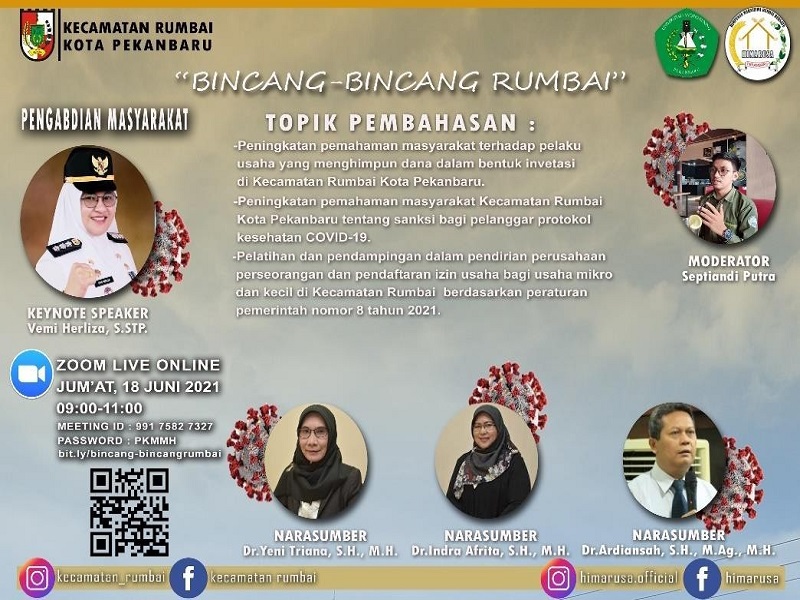 KECAMATAN RUMBAI
KOTA PEKANBARU
HIMARUSA
"BINCANG-BINCANG RUMBAI"
PENGABDIAN MASYARAKAT
TOPIK PEMBAHASAN :
-Peningkatan pemahaman masyarakat terhadap pelaku
usaha yang menghimpun dana dalam bentuk invetasi
di Kecamatan Rumbai Kota Pekanbaru.
-Peningkatan pemahaman masyarakat Kecamatan Rumbai
Kota Pekanbaru tentang sanksi bagi pelanggar protokol
kesehatan COVID-19.
-Pelatihan dan pendampingan dalam pendirian perusahaan
perseorangan dan pendaftaran izin usaha bagi usaha mikro
dan kecil di Kecamatan Rumbai berdasarkan peraturan
pemerintah nomor 8 tahun 2021.
KEYNOTE SPEAKER
Vemi Herliza, S.STP.
MODERATOR
Septiandi Putra
ZOOM LIVE ONLINE
JUM'AT, 18 JUNI 2021
09:00-11:00
MEETING ID : 991 7582 7327
PASSWORD : PKMMH
bit.ly/bincang-bincangrumbai
NARASUMBER
Dr.Yeni Triana, S.H., M.H.
NARASUMBER
Dr.Indra Afrita, S.H., M.H.
NARASUMBER
Dr.Ardiansah, S.H., M.Ag., M.H.
kecamatan_rumbai
kecamatan rumbai
himarusa.official
himarusa